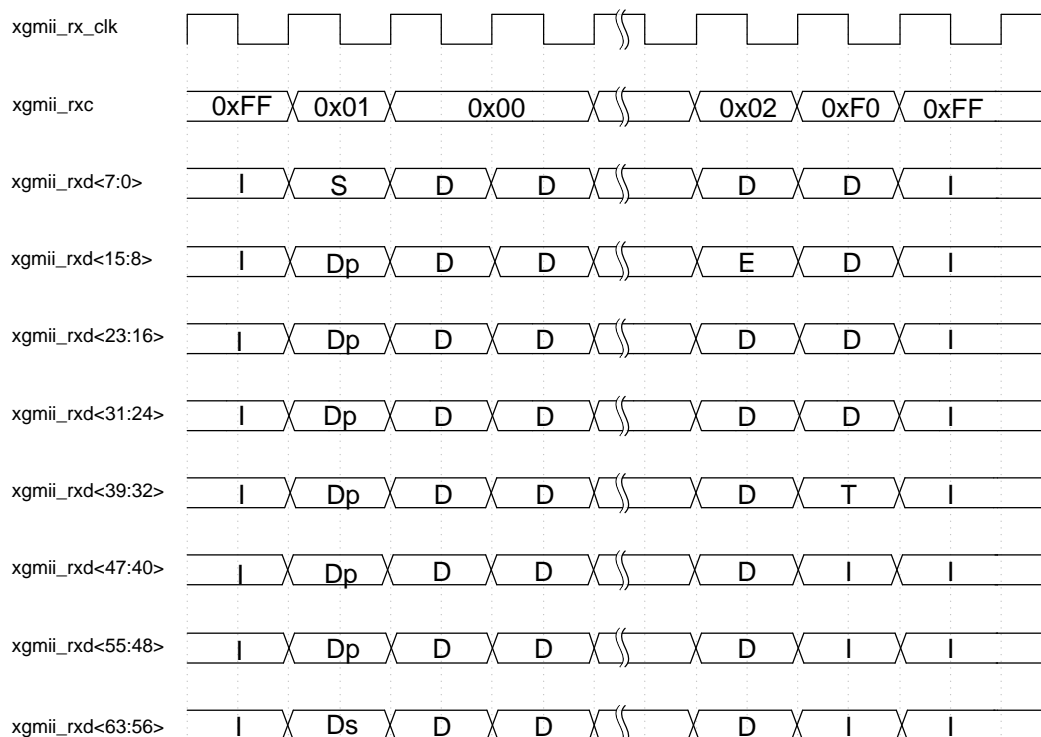 xgmii_rx_clk
xgmii_rxc 0xFF 0x01 0x00 0x02 0xF0 0xFF
xgmii_rxd<7:0> I S D D D D I
xgmii_rxd<15:8> I Dp D D E D I
xgmii_rxd<23:16> I Dp D D D D I
xgmii_rxd<31:24> I Dp D D D D I
xgmii_rxd<39:32> I Dp D D D T I
xgmii_rxd<47:40> I Dp D D D I I
xgmii_rxd<55:48> I Dp D D D I I
xgmii_rxd<63:56> I Ds D D D I I